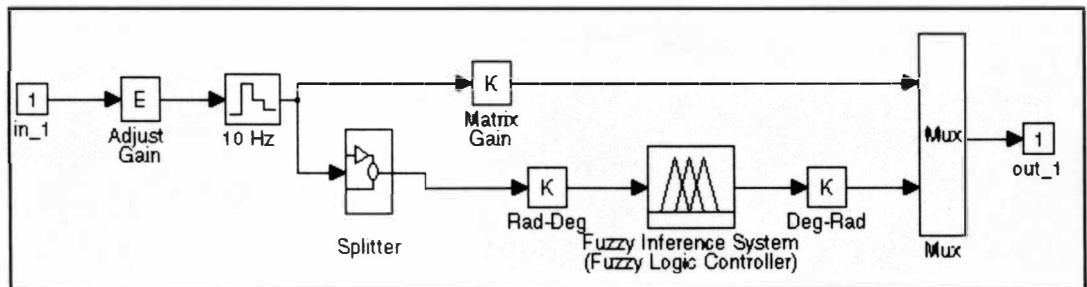 1
in_1
E
Adjust
Gain
10 Hz
K
Matrix
Gain
Splitter
K
Rad-Deg
Fuzzy Inference System
(Fuzzy Logic Controller)
K
Deg-Rad
Mux
Mux
1
out_1